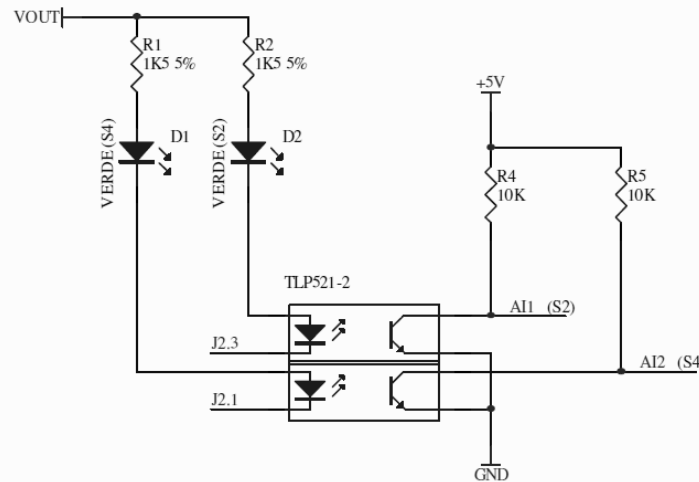 VOUT
R1
1K5 5%
R2
1K5 5%
+5V
VERDE (S4)
D1
VERDE (S2)
D2
R4
10K
R5
10K
TLP521-2
AI1 (S2)
J2.3
AI2 (S4
J2.1
GND